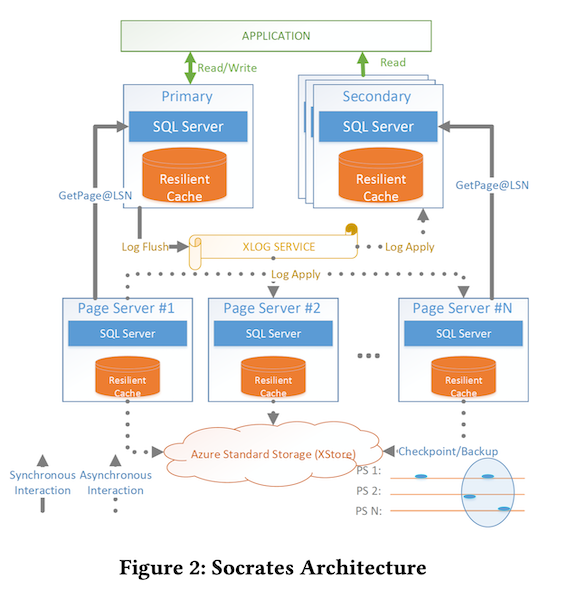 APPLICATION
Read/Write
Read
Primary
Secondary
SQL Server
SQL Server
Resilient
Cache
Resilient
Cache
GetPage@LSN
GetPage@LSN
Log Flush
XLOG SERVICE
Log Apply
Log Apply
Page Server #1
Page Server #2
Page Server #N
SQL Server
SQL Server
SQL Server
Resilient
Cache
Resilient
Cache
Resilient
Cache
Azure Standard Storage (XStore)
Checkpoint/Backup
Synchronous
Interaction
Asynchronous
Interaction
PS 1:
PS 2:
PS N:
Figure 2: Socrates Architecture